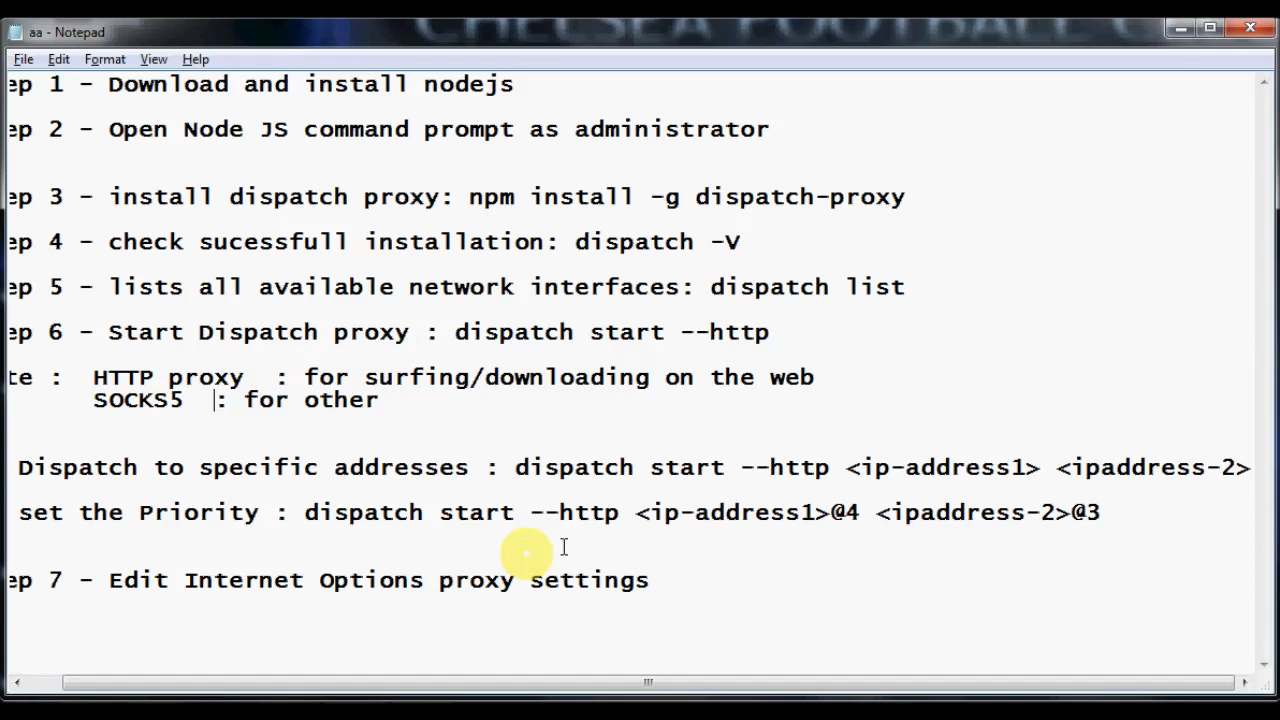 CHELSEA FOOTBALL
aa - Notepad
File Edit Format View Help
ep 1 - Download and install nodejs
ep 2 - Open Node JS command prompt as administrator
ep 3 - install dispatch proxy: npm install -g dispatch-proxy
ep 4 - check sucessfull installation: dispatch -V
ep 5 - lists all available network interfaces: dispatch list
ep 6 - Start Dispatch proxy : dispatch start --http
te : HTTP proxy : for surfing/downloading on the web
SOCKS5 : for other
Dispatch to specific addresses : dispatch start --http <ip-address1> <ipaddress-2>
set the Priority : dispatch start --http <ip-address1>@4 <ipaddress-2>@3
ep 7 - Edit Internet Options proxy settings